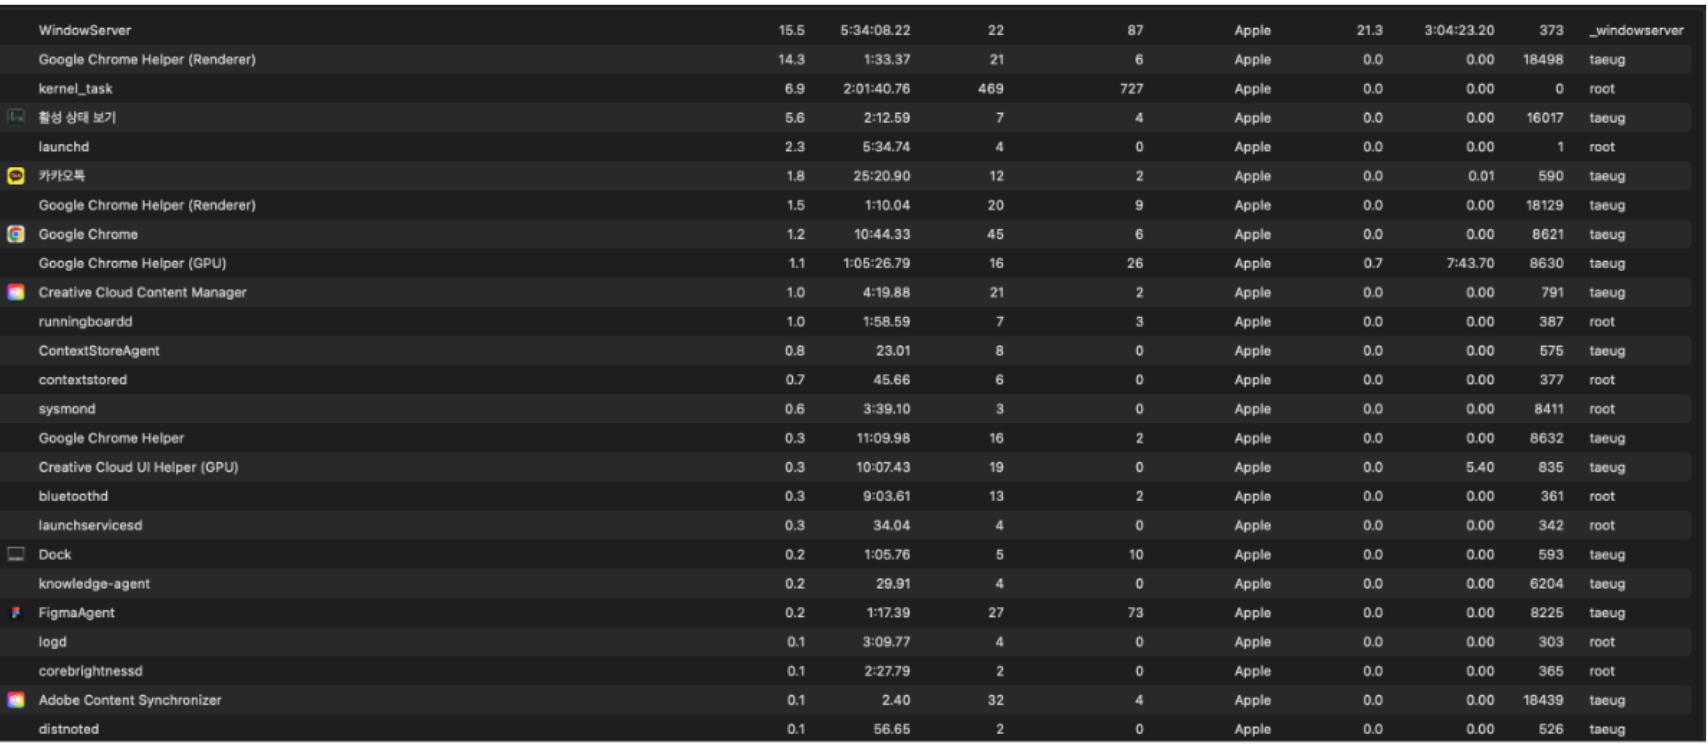 WindowServer 15.5 5:34:08.22 22 87 Apple 21.3 3:04:23.20 373 _windowserver
Google Chrome Helper (Renderer) 14.3 1:33.37 21 6 Apple 0.0 0.00 18498 taeug
kernel_task 6.9 2:01:40.76 469 727 Apple 0.0 0.00 0 root
활성 상태 보기 5.6 2:12.59 7 4 Apple 0.0 0.00 16017 taeug
launchd 2.3 5:34.74 4 0 Apple 0.0 0.00 1 root
카카오톡 1.8 25:20.90 12 2 Apple 0.0 0.01 590 taeug
Google Chrome Helper (Renderer) 1.5 1:10.04 20 9 Apple 0.0 0.00 18129 taeug
Google Chrome 1.2 10:44.33 45 6 Apple 0.0 0.00 8621 taeug
Google Chrome Helper (GPU) 1.1 1:05:26.79 16 26 Apple 0.7 7:43.70 8630 taeug
Creative Cloud Content Manager 1.0 4:19.88 21 2 Apple 0.0 0.00 791 taeug
runningboardd 1.0 1:58.59 7 3 Apple 0.0 0.00 387 root
ContextStoreAgent 0.8 23.01 8 0 Apple 0.0 0.00 575 taeug
contextstored 0.7 45.66 6 0 Apple 0.0 0.00 377 root
sysmond 0.6 3:39.10 3 0 Apple 0.0 0.00 8411 root
Google Chrome Helper 0.3 11:09.98 16 2 Apple 0.0 0.00 8632 taeug
Creative Cloud UI Helper (GPU) 0.3 10:07.43 19 0 Apple 0.0 5.40 835 taeug
bluetoothd 0.3 9:03.61 13 2 Apple 0.0 0.00 361 root
launchservicesd 0.3 34.04 4 0 Apple 0.0 0.00 342 root
Dock 0.2 1:05.76 5 10 Apple 0.0 0.00 593 taeug
knowledge-agent 0.2 29.91 4 0 Apple 0.0 0.00 6204 taeug
FigmaAgent 0.2 1:17.39 27 73 Apple 0.0 0.00 8225 taeug
logd 0.1 3:09.77 4 0 Apple 0.0 0.00 303 root
corebrightnessd 0.1 2:27.79 2 0 Apple 0.0 0.00 365 root
Adobe Content Synchronizer 0.1 2.40 32 4 Apple 0.0 0.00 18439 taeug
distnoted 0.1 56.65 2 0 Apple 0.0 0.00 526 taeug